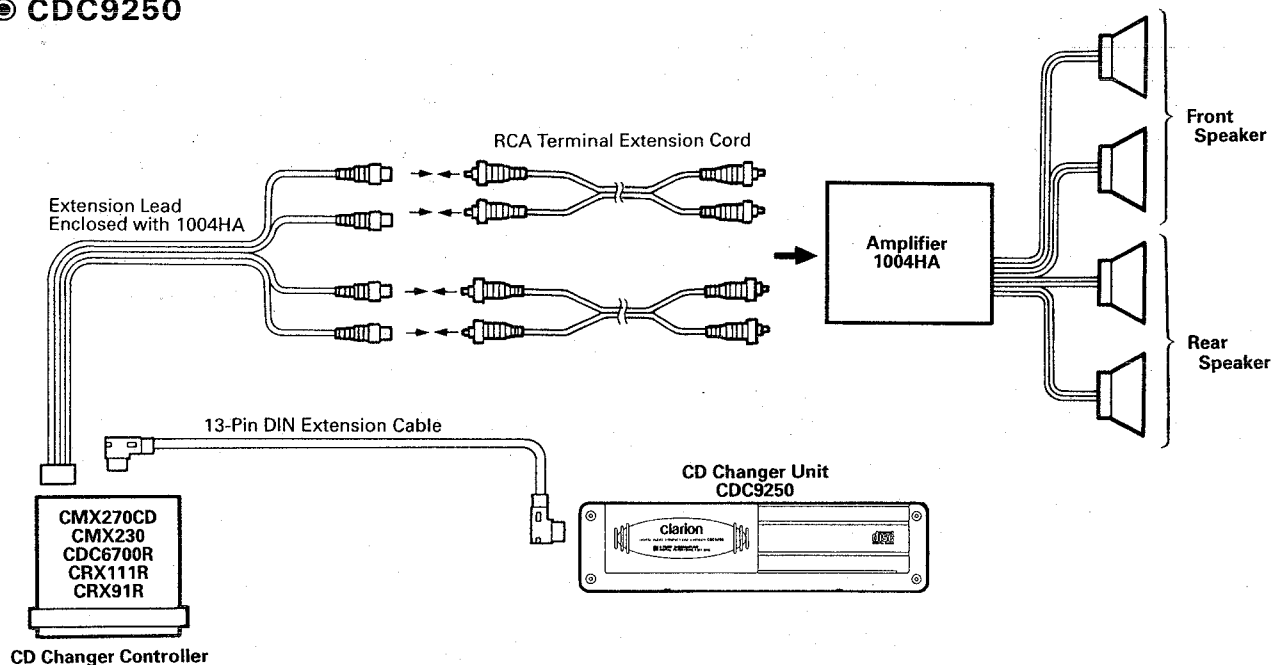 CDC9250
RCA Terminal Extension Cord
Front
Speaker
Extension Lead
Enclosed with 1004HA
Amplifier
1004HA
Rear
Speaker
13-Pin DIN Extension Cable
CD Changer Unit
CDC9250
clarion
disc
CMX270CD
CMX230
CDC6700R
CRX111R
CRX91R
CD Changer Controller